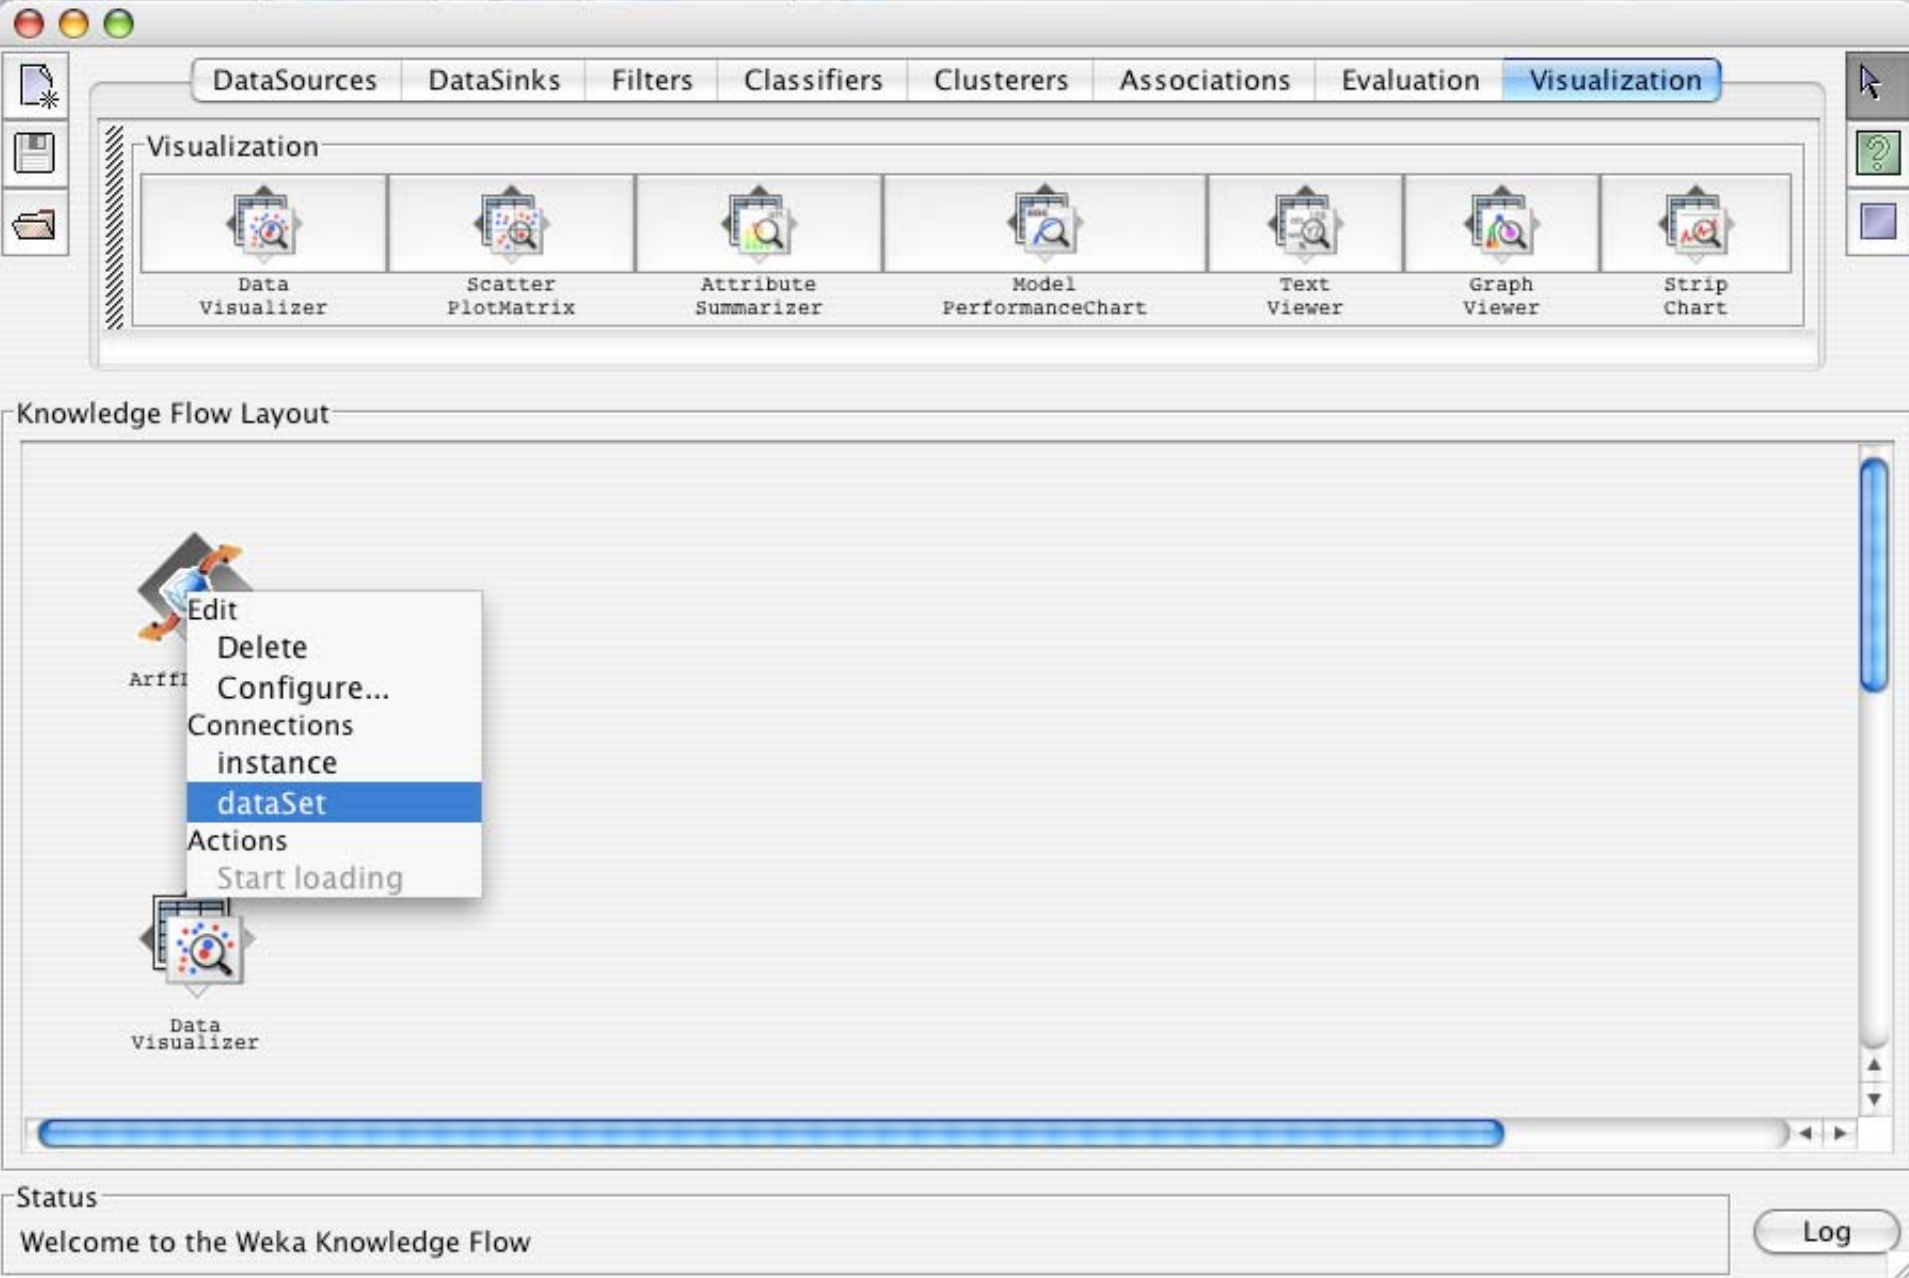 DataSources DataSinks Filters Classifiers Clusterers Associations Evaluation Visualization
Visualization
Data Visualizer
Scatter PlotMatrix
Attribute Summarizer
Model PerformanceChart
Text Viewer
Graph Viewer
Strip Chart
Knowledge Flow Layout
Edit
Delete
Configure...
Connections
instance
dataSet
Actions
Start loading
Data
Visualizer
Status
Welcome to the Weka Knowledge Flow
Log